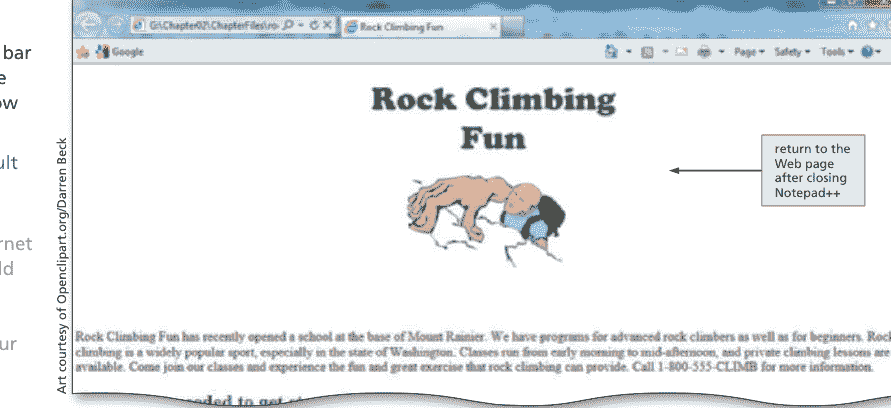 bar
e
ow
ult
rnet
ld
ur
Art courtesy of Openclipart.org/Darren Beck
G:\Chapter02\ChapterFiles\ro
Rock Climbing Fun
Google
Page
Safety
Tools
Rock Climbing
Fun
return to the
Web page
after closing
Notepad++
Rock Climbing Fun has recently opened a school at the base of Mount Rainier. We have programs for advanced rock climbers as well as for beginners. Rock
climbing is a widely popular sport, especially in the state of Washington. Classes run from early morning to mid-afternoon, and private climbing lessons are
available. Come join our classes and experience the fun and great exercise that rock climbing can provide. Call 1-800-555-CLIMB for more information.
needed to get